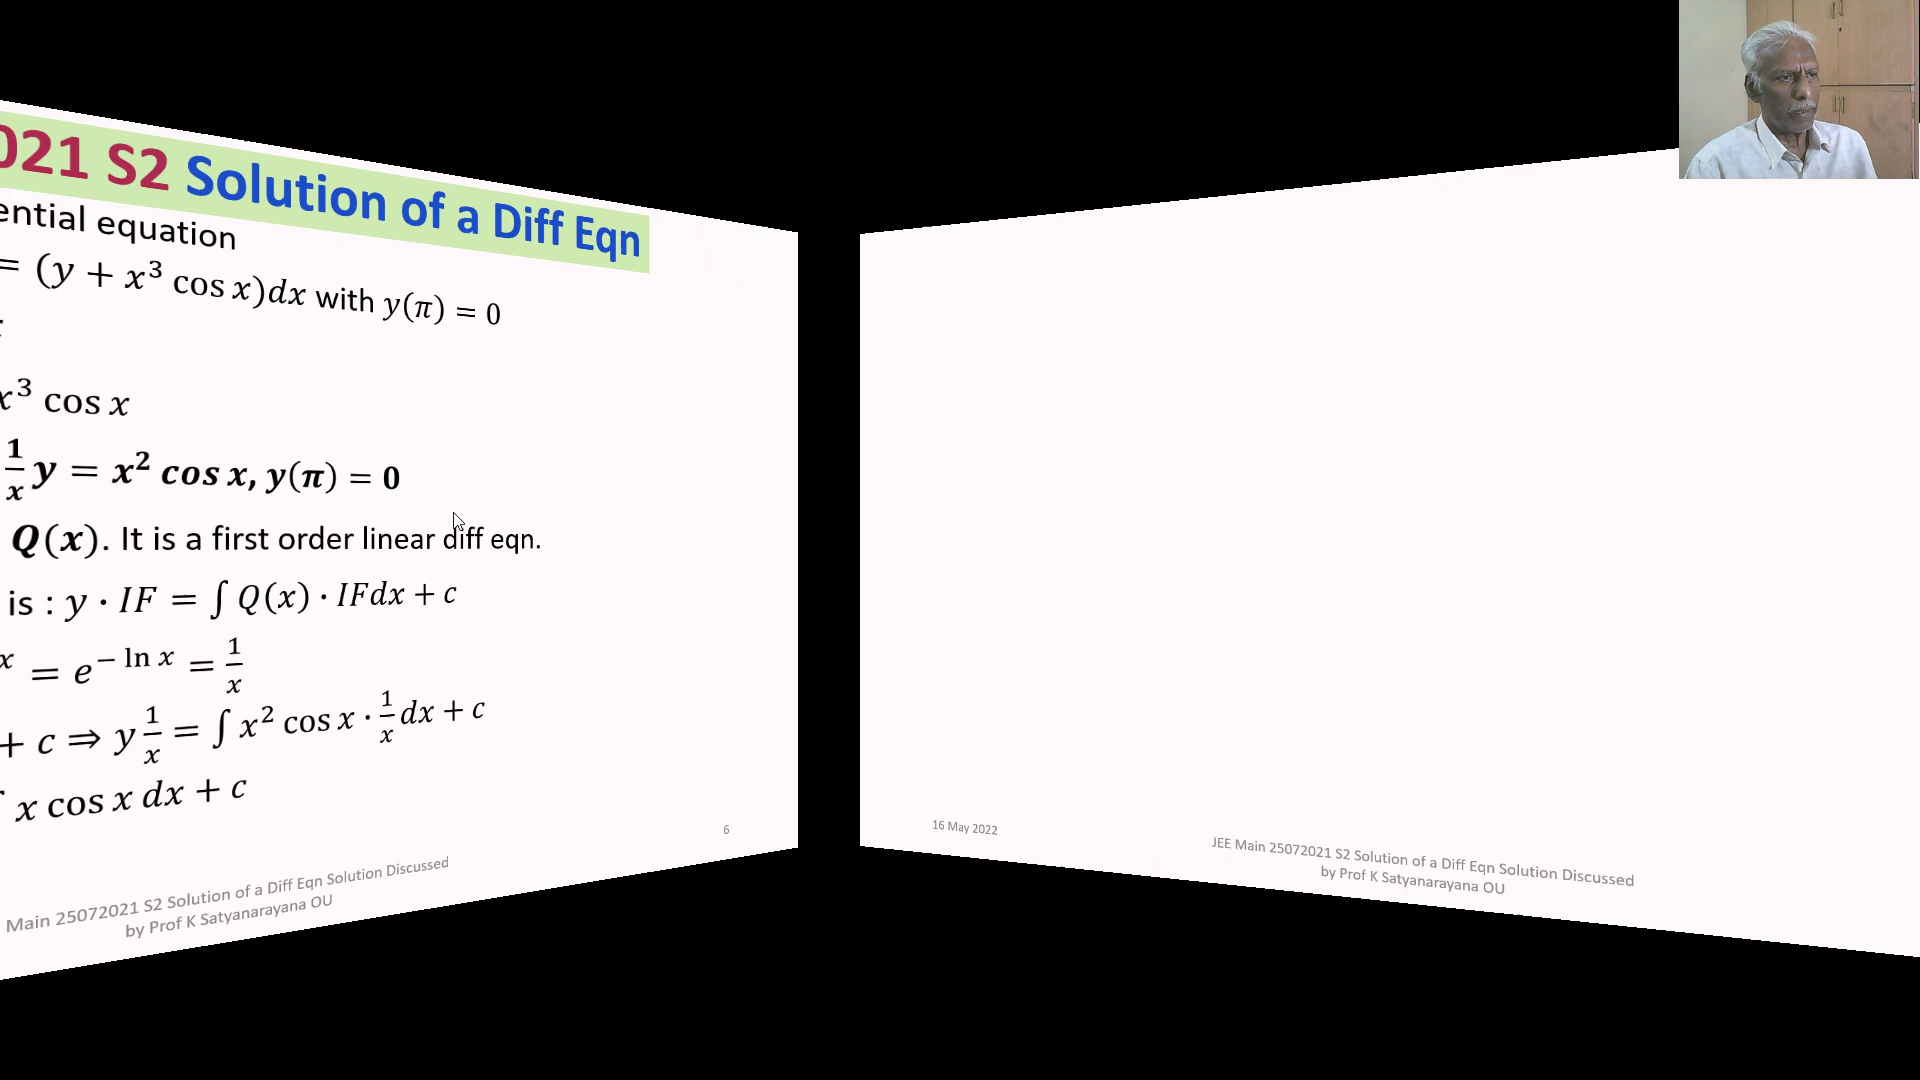 021 S2 Solution of a Diff Eqn
ential equation
= (y + x³ cos x)dx with y(π) = 0
x³ cos x
1/x y = x² cos x, y(π) = 0
Q(x). It is a first order linear diff eqn.
is : y · IF = ∫ Q(x) · IFdx + c
x = e^(− ln x) = 1/x
+ c ⇒ y 1/x = ∫ x² cos x · 1/x dx + c
x cos x dx + c
6
Main 25072021 S2 Solution of a Diff Eqn Solution Discussed
by Prof K Satyanarayana OU
16 May 2022
JEE Main 25072021 S2 Solution of a Diff Eqn Solution Discussed
by Prof K Satyanarayana OU